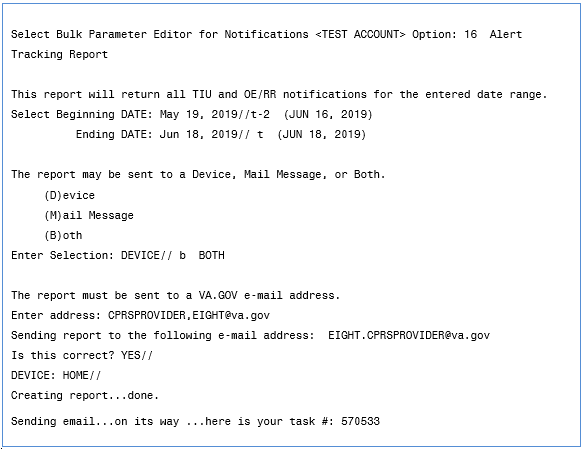 Select Bulk Parameter Editor for Notifications <TEST ACCOUNT> Option: 16  Alert
Tracking Report
This report will return all TIU and OE/RR notifications for the entered date range.
Select Beginning DATE: May 19, 2019//t-2  (JUN 16, 2019)
Ending DATE: Jun 18, 2019// t  (JUN 18, 2019)
The report may be sent to a Device, Mail Message, or Both.
(D)evice
(M)ail Message
(B)oth
Enter Selection: DEVICE// b  BOTH
The report must be sent to a VA.GOV e-mail address.
Enter address: CPRSPROVIDER,EIGHT@va.gov
Sending report to the following e-mail address:  EIGHT.CPRSPROVIDER@va.gov
Is this correct? YES//
DEVICE: HOME//
Creating report...done.
Sending email...on its way ...here is your task #: 570533